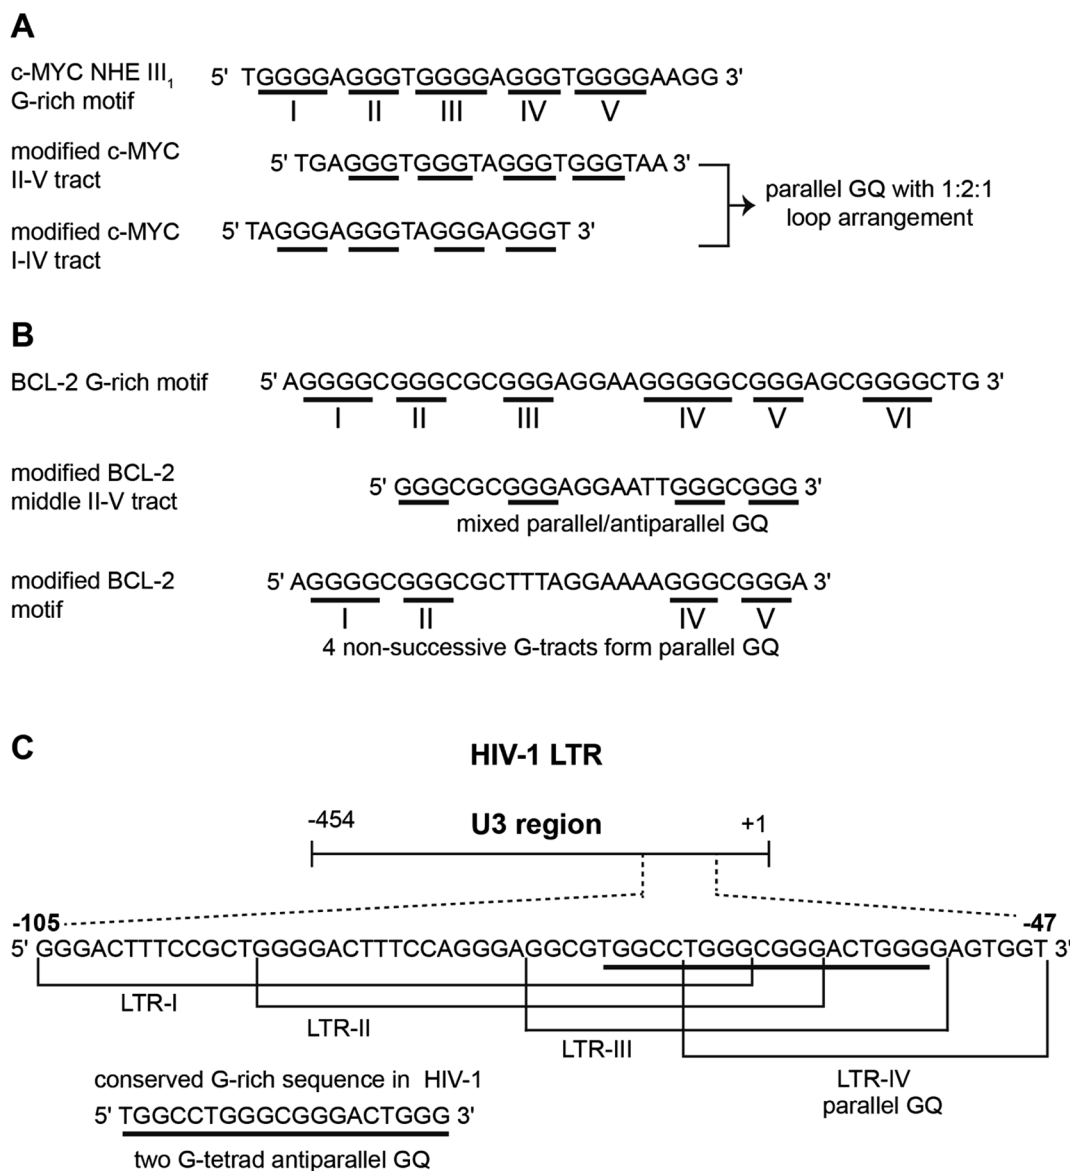 A
c-MYC NHE III1 5' TGGGGAGGGTGGGGAGGGTGGGGAAGG 3'
G-rich motif
I II III IV V
modified c-MYC
II-V tract
5' TGAGGGTGGGTAGGGTGGGTAA 3'
modified c-MYC
I-IV tract
5' TAGGGAGGGTAGGGAGGGT 3'
parallel GQ with 1:2:1
loop arrangement
B
BCL-2 G-rich motif 5' AGGGGCGGGCGCGGGAGGAAGGGGGCGGGAGCGGGGCTG 3'
I II III IV V VI
modified BCL-2
middle II-V tract
5' GGGCGCGGGAGGAATTGGGCGGG 3'
mixed parallel/antiparallel GQ
modified BCL-2
motif
5' AGGGGCGGGCGCTTTAGGAAAAGGGCGGGA 3'
I II IV V
4 non-successive G-tracts form parallel GQ
C
HIV-1 LTR
-454 U3 region +1
-105 -47
5' GGGACTTTCCGCTGGGGACTTTCCAGGGAGGCGTGGCCTGGGCGGGACTGGGGAGTGGT 3'
LTR-I
LTR-II
LTR-III
LTR-IV
parallel GQ
conserved G-rich sequence in HIV-1
5' TGGCCTGGGCGGGACTGGG 3'
two G-tetrad antiparallel GQ